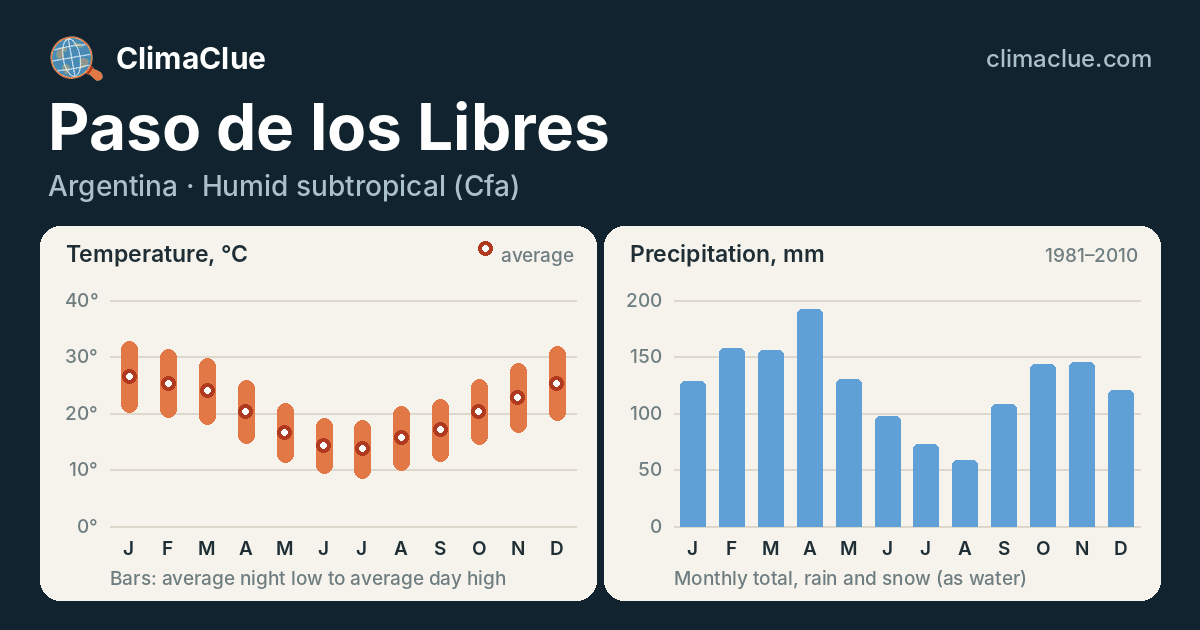 ClimaClue
climaclue.com
Paso de los Libres
Argentina · Humid subtropical (Cfa)
Temperature, °C
average
40°
30°
20°
10°
0°
J F M A M J J A S O N D
Bars: average night low to average day high
Precipitation, mm
1981–2010
200
150
100
50
0
J F M A M J J A S O N D
Monthly total, rain and snow (as water)